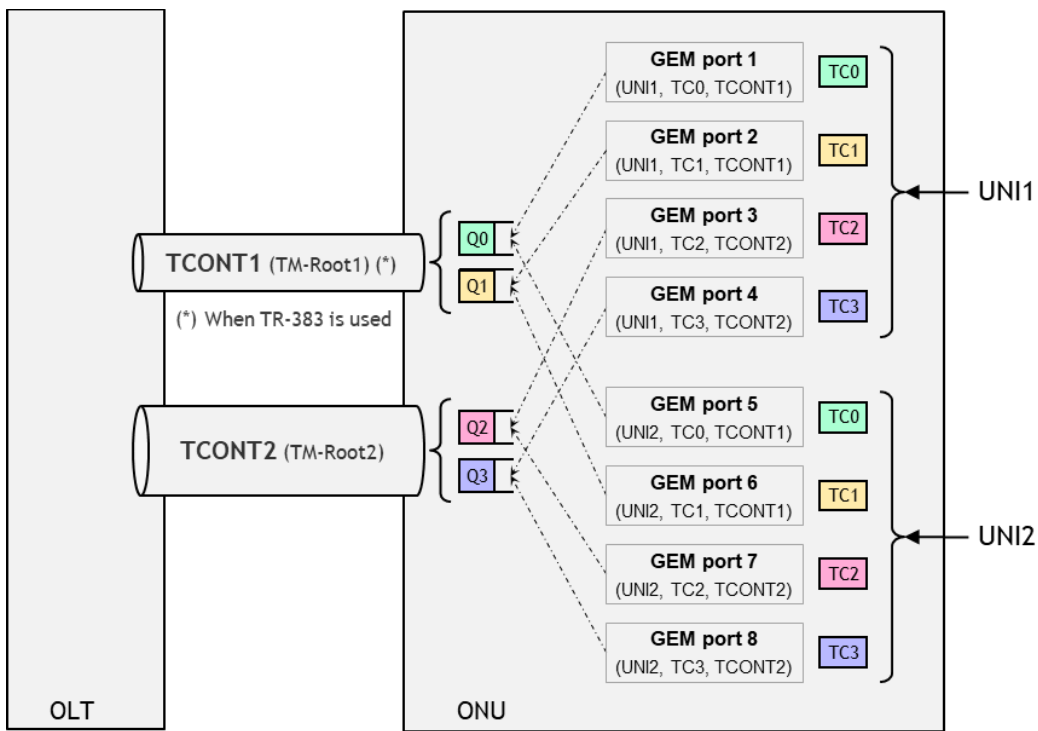 GEM port 1
(UNI1, TC0, TCONT1)
TC0
GEM port 2
(UNI1, TC1, TCONT1)
TC1
GEM port 3
(UNI1, TC2, TCONT2)
TC2
GEM port 4
(UNI1, TC3, TCONT2)
TC3
UNI1
Q0
Q1
TCONT1 (TM-Root1) (*)
(*) When TR-383 is used
GEM port 5
(UNI2, TC0, TCONT1)
TC0
GEM port 6
(UNI2, TC1, TCONT1)
TC1
GEM port 7
(UNI2, TC2, TCONT2)
TC2
GEM port 8
(UNI2, TC3, TCONT2)
TC3
UNI2
Q2
Q3
TCONT2 (TM-Root2)
OLT
ONU